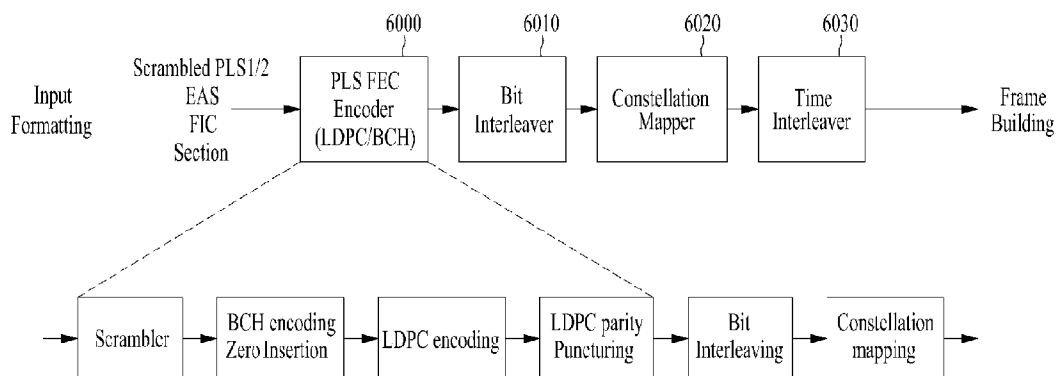 6000
6010
6020
6030
Input
Formatting
Scrambled PLS1/2
EAS
FIC
Section
PLS FEC
Encoder
(LDPC/BCH)
Bit
Interleaver
Constellation
Mapper
Time
Interleaver
Frame
Building
Scrambler
BCH encoding
Zero Insertion
LDPC encoding
LDPC parity
Puncturing
Bit
Interleaving
Constellation
mapping